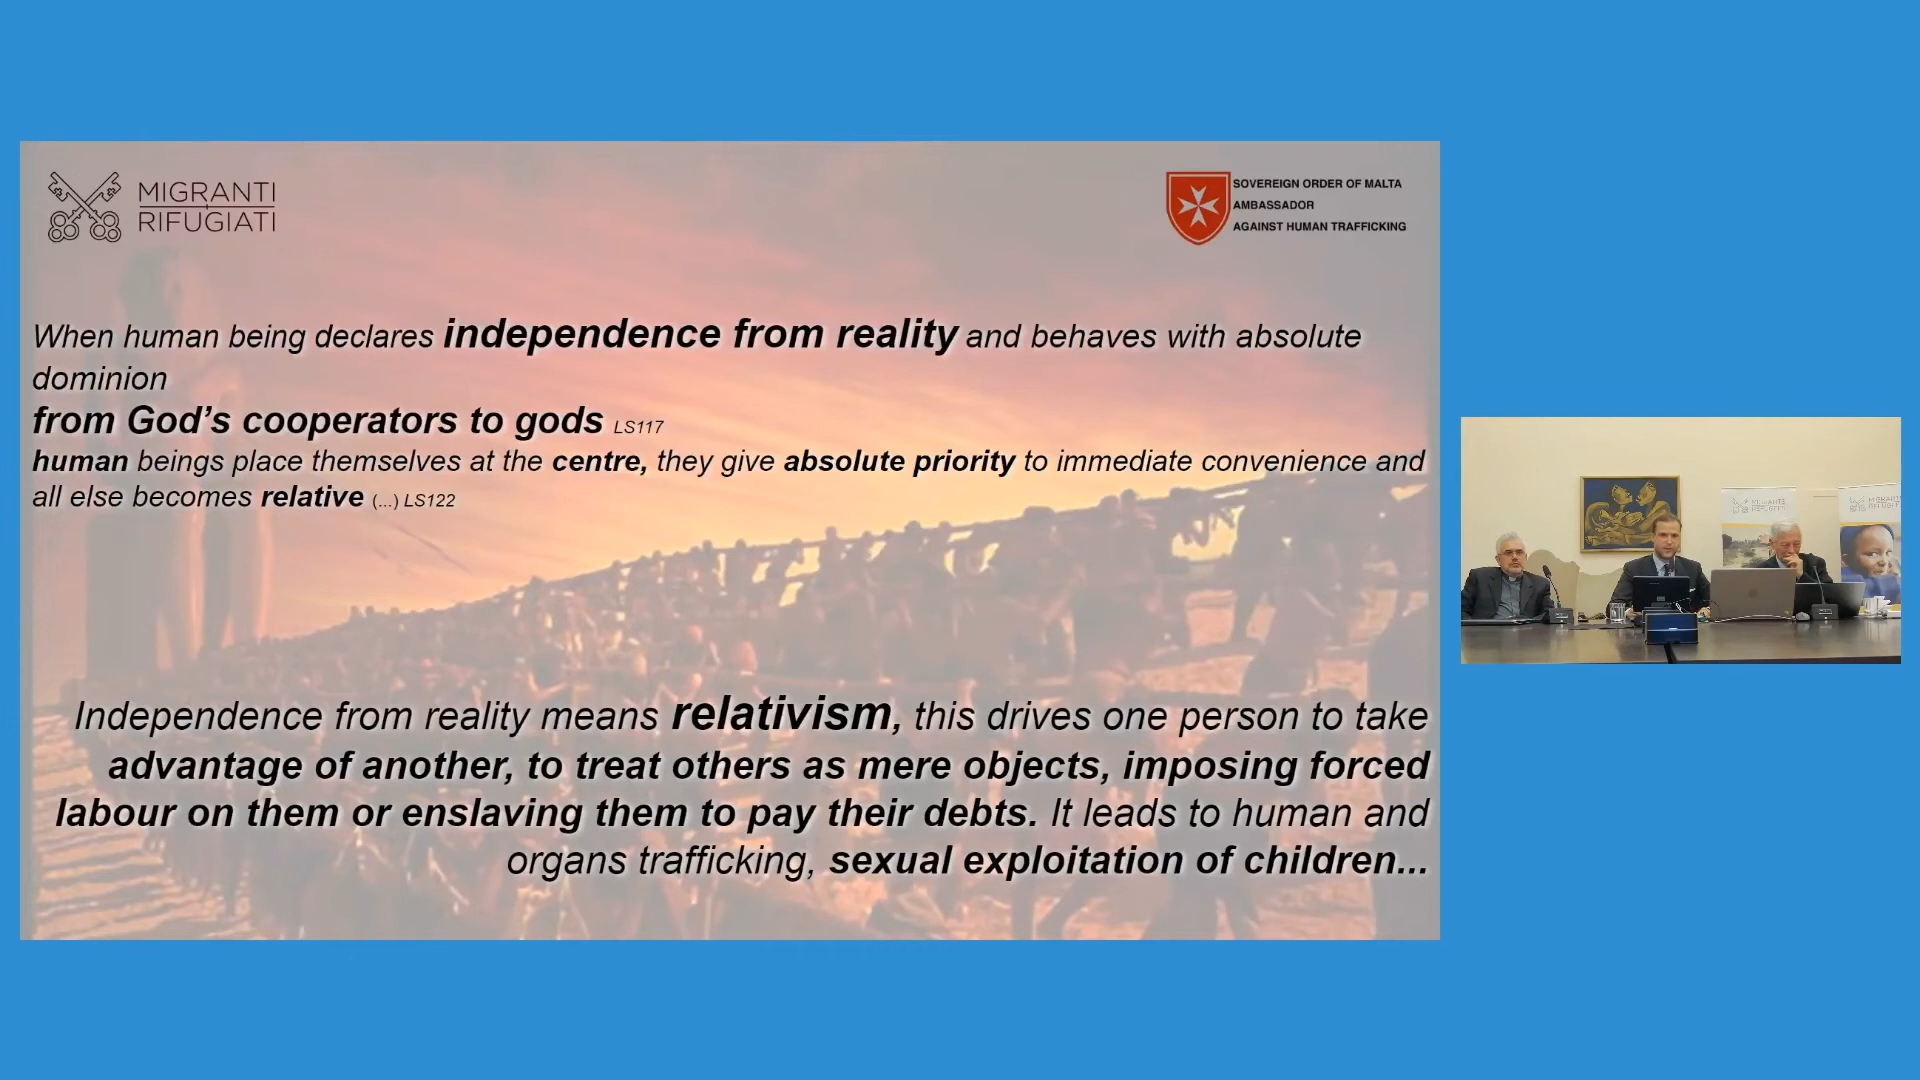 MIGRANTI
RIFUGIATI
SOVEREIGN ORDER OF MALTA
AMBASSADOR
AGAINST HUMAN TRAFFICKING
When human being declares independence from reality and behaves with absolute
dominion
from God’s cooperators to gods LS117
human beings place themselves at the centre, they give absolute priority to immediate convenience and
all else becomes relative (...) LS122
Independence from reality means relativism, this drives one person to take
advantage of another, to treat others as mere objects, imposing forced
labour on them or enslaving them to pay their debts. It leads to human and
organs trafficking, sexual exploitation of children...